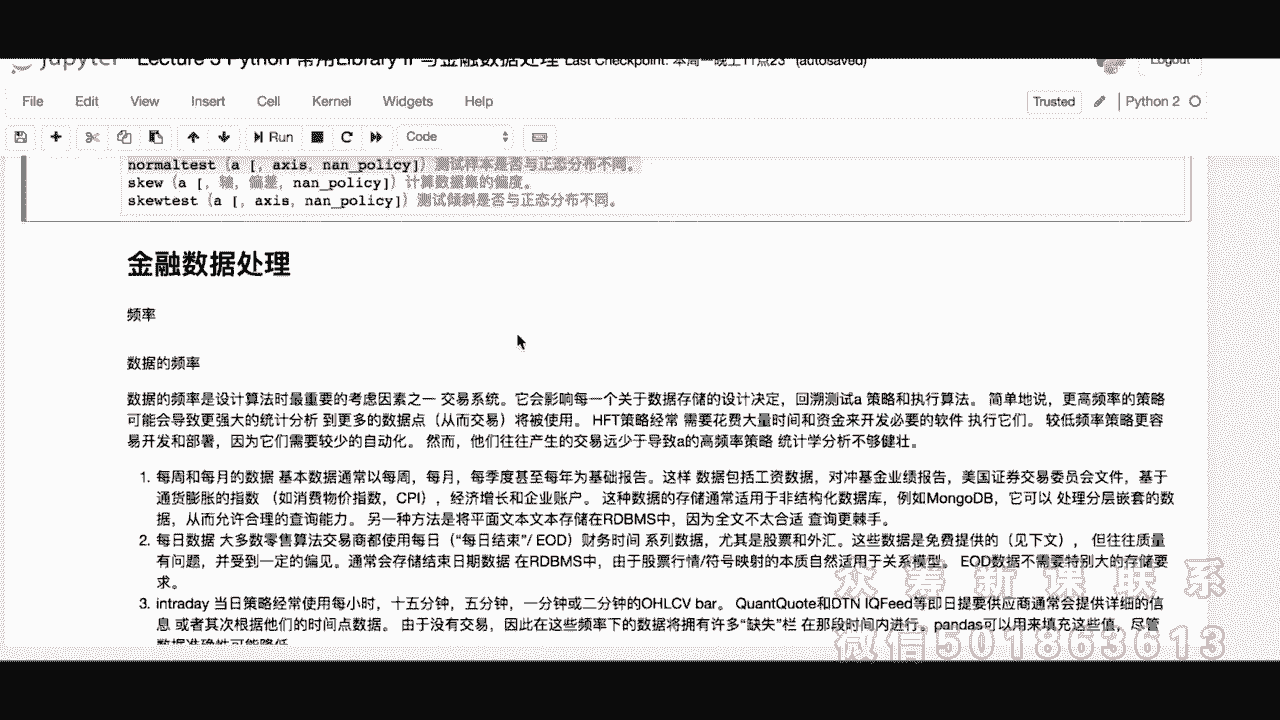 jupyter Lecture 3 Python 常用Library II 与金融数据处理 Last Checkpoint: 本周一晚上11点23 (autosaved)
Logout
File Edit View Insert Cell Kernel Widgets Help
Trusted Python 2
Run Code
normaltest (a [, axis, nan_policy]) 测试样本是否与正态分布不同。
skew (a [, 轴, 偏差, nan_policy]) 计算数据集的偏度。
skewtest (a [, axis, nan_policy]) 测试倾斜是否与正态分布不同。
金融数据处理
频率
数据的频率
数据的频率是设计算法时最重要的考虑因素之一 交易系统。它会影响每一个关于数据存储的设计决定，回溯测试a 策略和执行算法。 简单地说，更高频率的策略
可能会导致更强大的统计分析 到更多的数据点（从而交易）将被使用。 HFT策略经常 需要花费大量时间和资金来开发必要的软件 执行它们。 较低频率策略更容
易开发和部署，因为它们需要较少的自动化。 然而，他们往往产生的交易远少于导致a的高频率策略 统计学分析不够健壮。
1. 每周和每月的数据 基本数据通常以每周，每月，每季度甚至每年为基础报告。这样 数据包括工资数据，对冲基金业绩报告，美国证券交易委员会文件，基于
通货膨胀的指数 （如消费物价指数，CPI），经济增长和企业账户。 这种数据的存储通常适用于非结构化数据库，例如MongoDB，它可以 处理分层嵌套的数
据，从而允许合理的查询能力。 另一种方法是将平面文本文本存储在RDBMS中，因为全文不太合适 查询更棘手。
2. 每日数据 大多数零售算法交易商都使用每日（“每日结束”/ EOD）财务时间 系列数据，尤其是股票和外汇。这些数据是免费提供的（见下文）， 但往往质量
有问题，并受到一定的偏见。通常会存储结束日期数据 在RDBMS中，由于股票行情/符号映射的本质自然适用于关系模型。 EOD数据不需要特别大的存储要
求。
3. intraday 当日策略经常使用每小时，十五分钟，五分钟，一分钟或二分钟的OHLCV bar。 QuantQuote和DTN IQFeed等即日提要供应商通常会提供详细的信
息 或者其次根据他们的时间点数据。 由于没有交易，因此在这些频率下的数据将拥有许多“缺失”栏 在那段时间内进行。pandas可以用来填充这些值，尽管
数据准确性可能降低
众筹新课联系
微信501863613